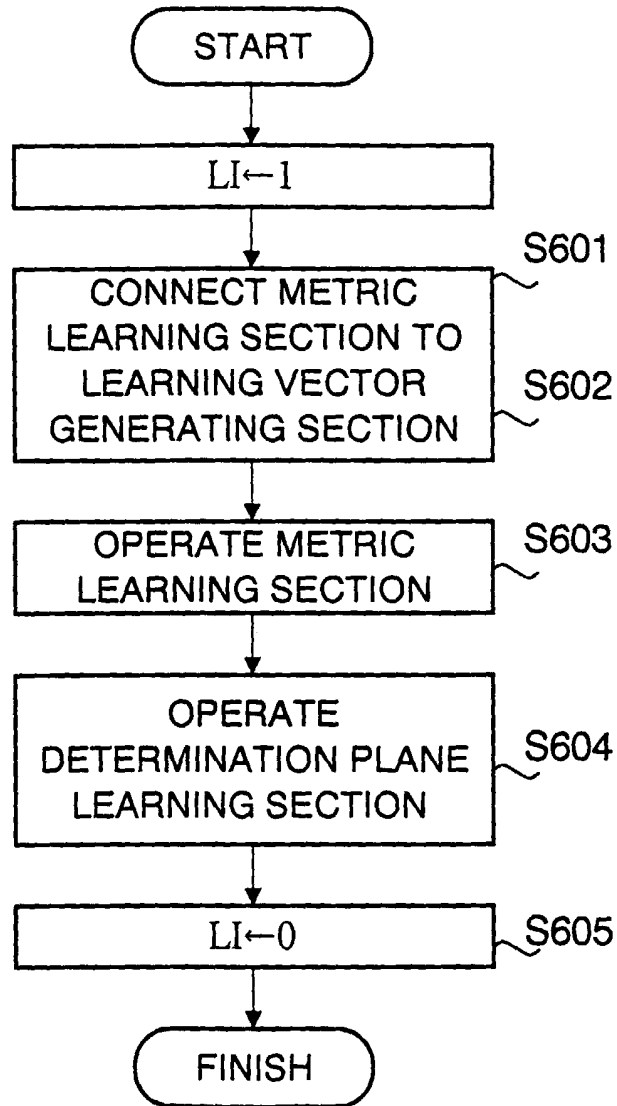 START
LI←1
S601
CONNECT METRIC
LEARNING SECTION TO
LEARNING VECTOR
S602
GENERATING SECTION
OPERATE METRIC
S603
LEARNING SECTION
OPERATE
DETERMINATION PLANE
S604
LEARNING SECTION
LI←0
S605
FINISH